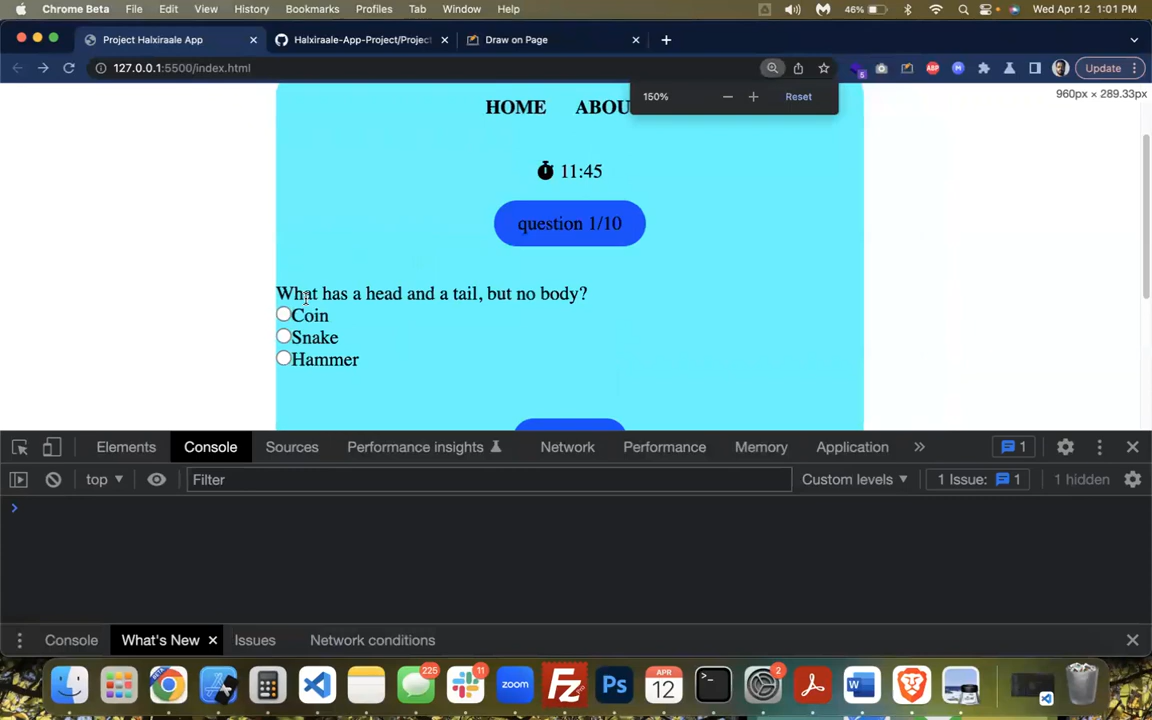 Chrome Beta File Edit View History Bookmarks Profiles Tab Window Help 46% Wed Apr 12 1:01 PM
Project Halxiraale App
Halxiraale-App-Project/Project
Draw on Page
127.0.0.1:5500/index.html
5
ABP
Update
960px × 289.33px
150%
Reset
HOME ABOU
11:45
question 1/10
What has a head and a tail, but no body?
Coin
Snake
Hammer
Elements Console Sources Performance insights Network Performance Memory Application » 1
top Filter Custom levels 1 Issue: 1 1 hidden
Console What's New Issues Network conditions
225
11
zoom
Fz
Ps
APR
12
2
W